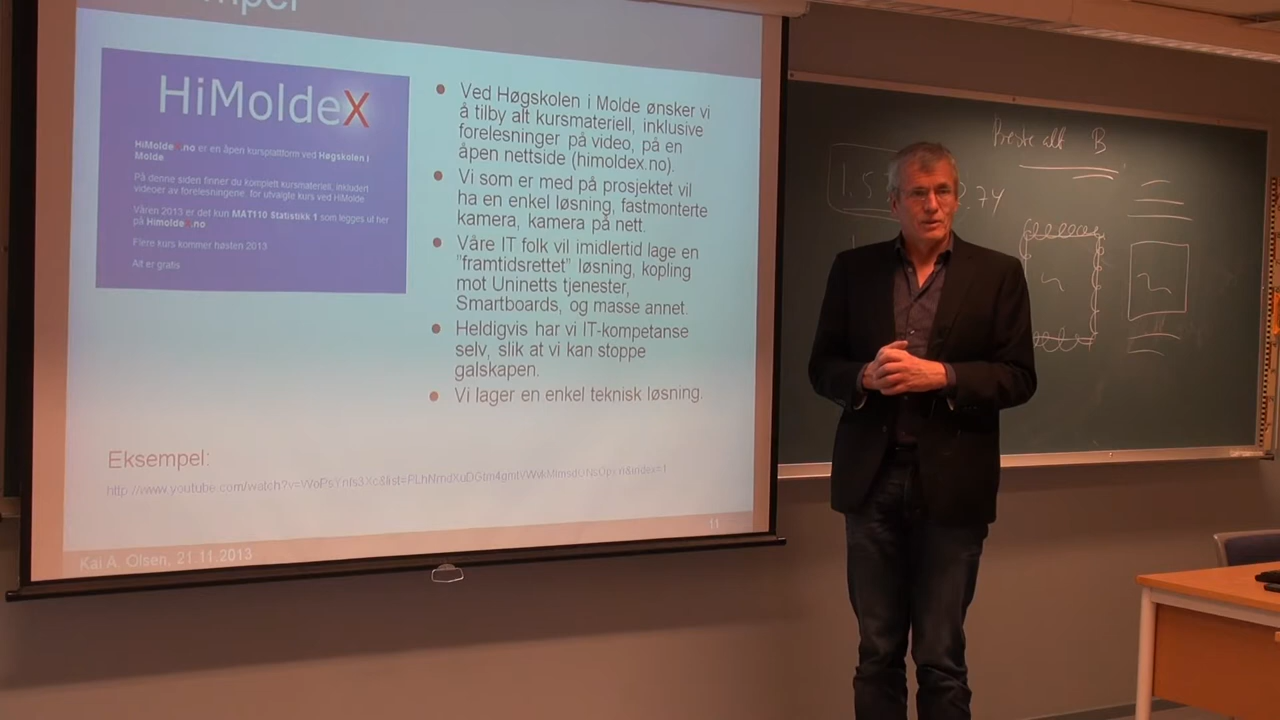 HiMoldeX
HiMoldeX.no er en åpen kursplattform ved Høgskolen i
Molde
På denne siden finner du komplett kursmateriell, inkludert
videoer av forelesningene, for utvalgte kurs ved HiMolde
Våren 2013 er det kun MAT110 Statistikk 1 som legges ut her
på HimoldeX.no
Flere kurs kommer høsten 2013
Alt er gratis
• Ved Høgskolen i Molde ønsker vi
å tilby alt kursmateriell, inklusive
forelesninger på video, på en
åpen nettside (himoldex.no).
• Vi som er med på prosjektet vil
ha en enkel løsning, fastmonterte
kamera, kamera på nett.
• Våre IT folk vil imidlertid lage en
"framtidsrettet" løsning, kopling
mot Uninetts tjenester,
Smartboards, og masse annet.
• Heldigvis har vi IT-kompetanse
selv, slik at vi kan stoppe
galskapen.
• Vi lager en enkel teknisk løsning.
Eksempel:
11
Kai A. Olsen, 21.11.2013
alt B